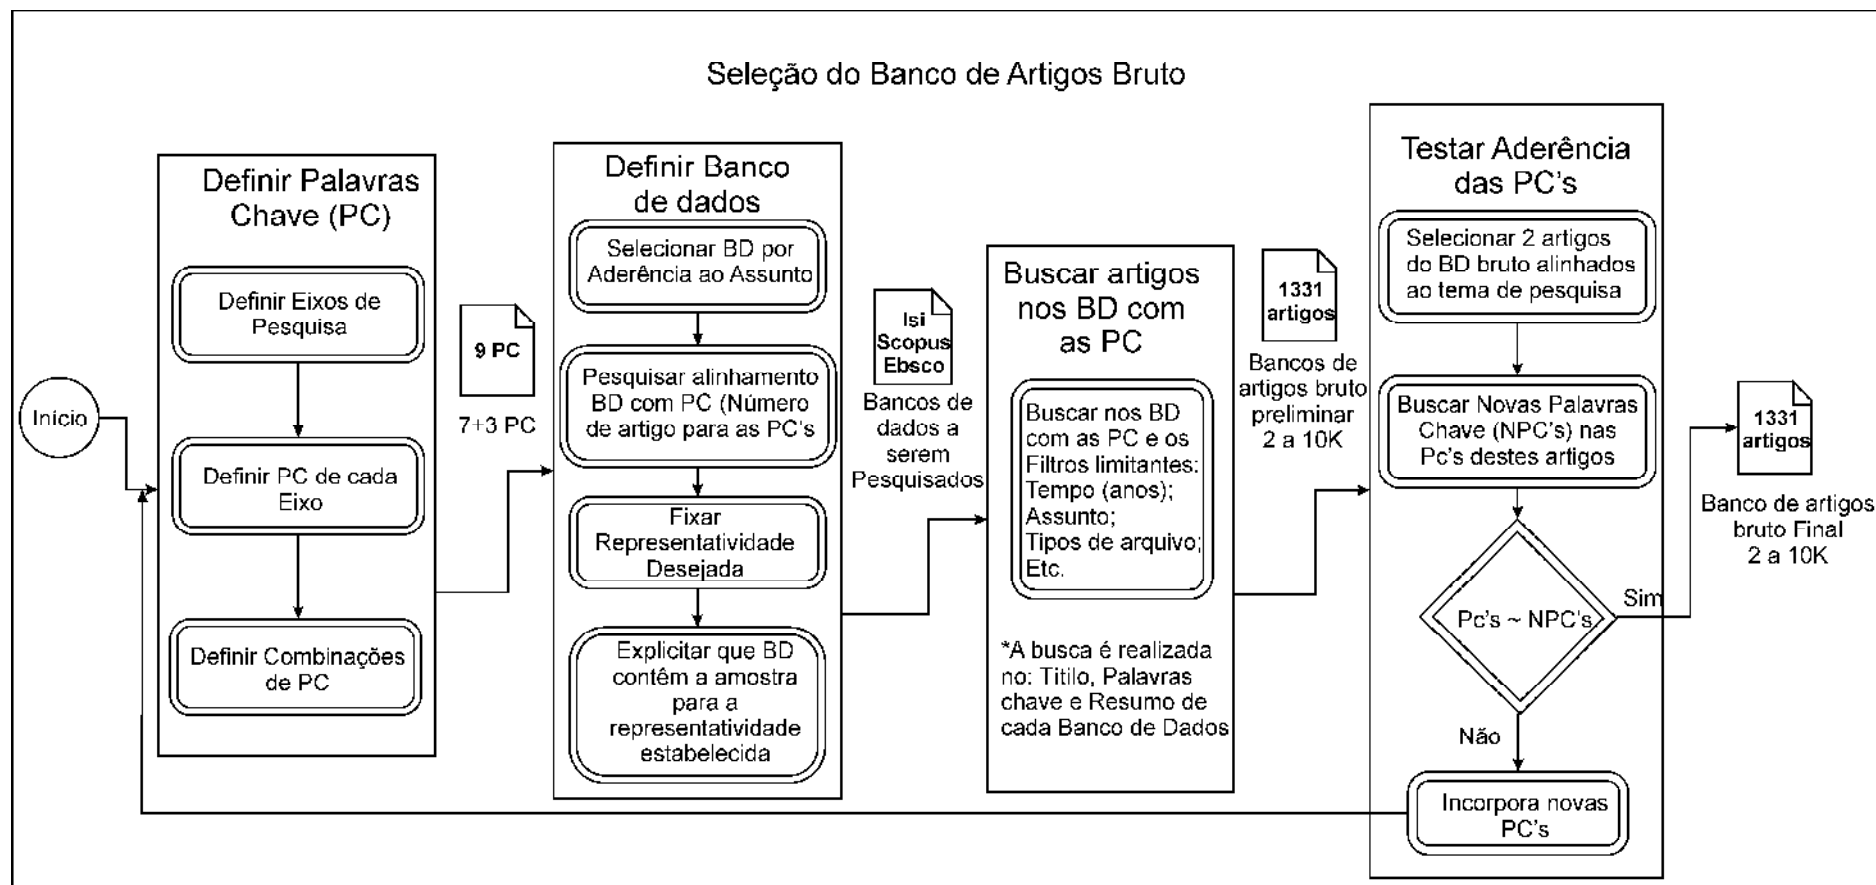 Seleção do Banco de Artigos Bruto
Início
Definir Palavras
Chave (PC)
Definir Eixos de
Pesquisa
Definir PC de cada
Eixo
Definir Combinações
de PC
9 PC
7+3 PC
Definir Banco
de dados
Selecionar BD por
Aderência ao Assunto
Pesquisar alinhamento
BD com PC (Número
de artigo para as PC's
Fixar
Representatividade
Desejada
Explicitar que BD
contêm a amostra
para a
representatividade
estabelecida
Isi
Scopus
Ebsco
Bancos de
dados a
serem
Pesquisados
Buscar artigos
nos BD com
as PC
Buscar nos BD
com as PC e os
Filtros limitantes:
Tempo (anos);
Assunto;
Tipos de arquivo;
Etc.
*A busca é realizada
no: Titilo, Palavras
chave e Resumo de
cada Banco de Dados
1331
artigos
Bancos de
artigos bruto
preliminar
2 a 10K
Testar Aderência
das PC's
Selecionar 2 artigos
do BD bruto alinhados
ao tema de pesquisa
Buscar Novas Palavras
Chave (NPC's) nas
Pc's destes artigos
Pc's ~ NPC's
Sim
Não
Incorpora novas
PC's
1331
artigos
Banco de artigos
bruto Final
2 a 10K